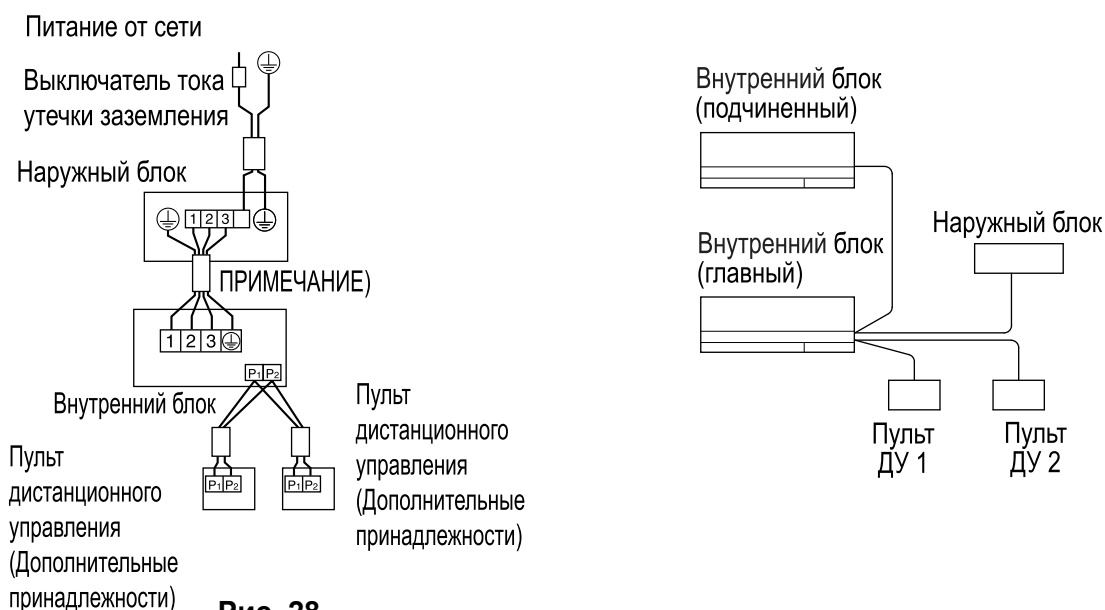 Питание от сети
Выключатель тока
утечки заземления
Наружный блок
1 2 3
ПРИМЕЧАНИЕ)
1 2 3
P1 P2
Внутренний блок
Пульт
дистанционного
управления
(Дополнительные
принадлежности)
P1 P2
P1 P2
Пульт
дистанционного
управления
(Дополнительные
принадлежности)
Рис. 28
Внутренний блок
(подчиненный)
Внутренний блок
(главный)
Наружный блок
Пульт
ДУ 1
Пульт
ДУ 2